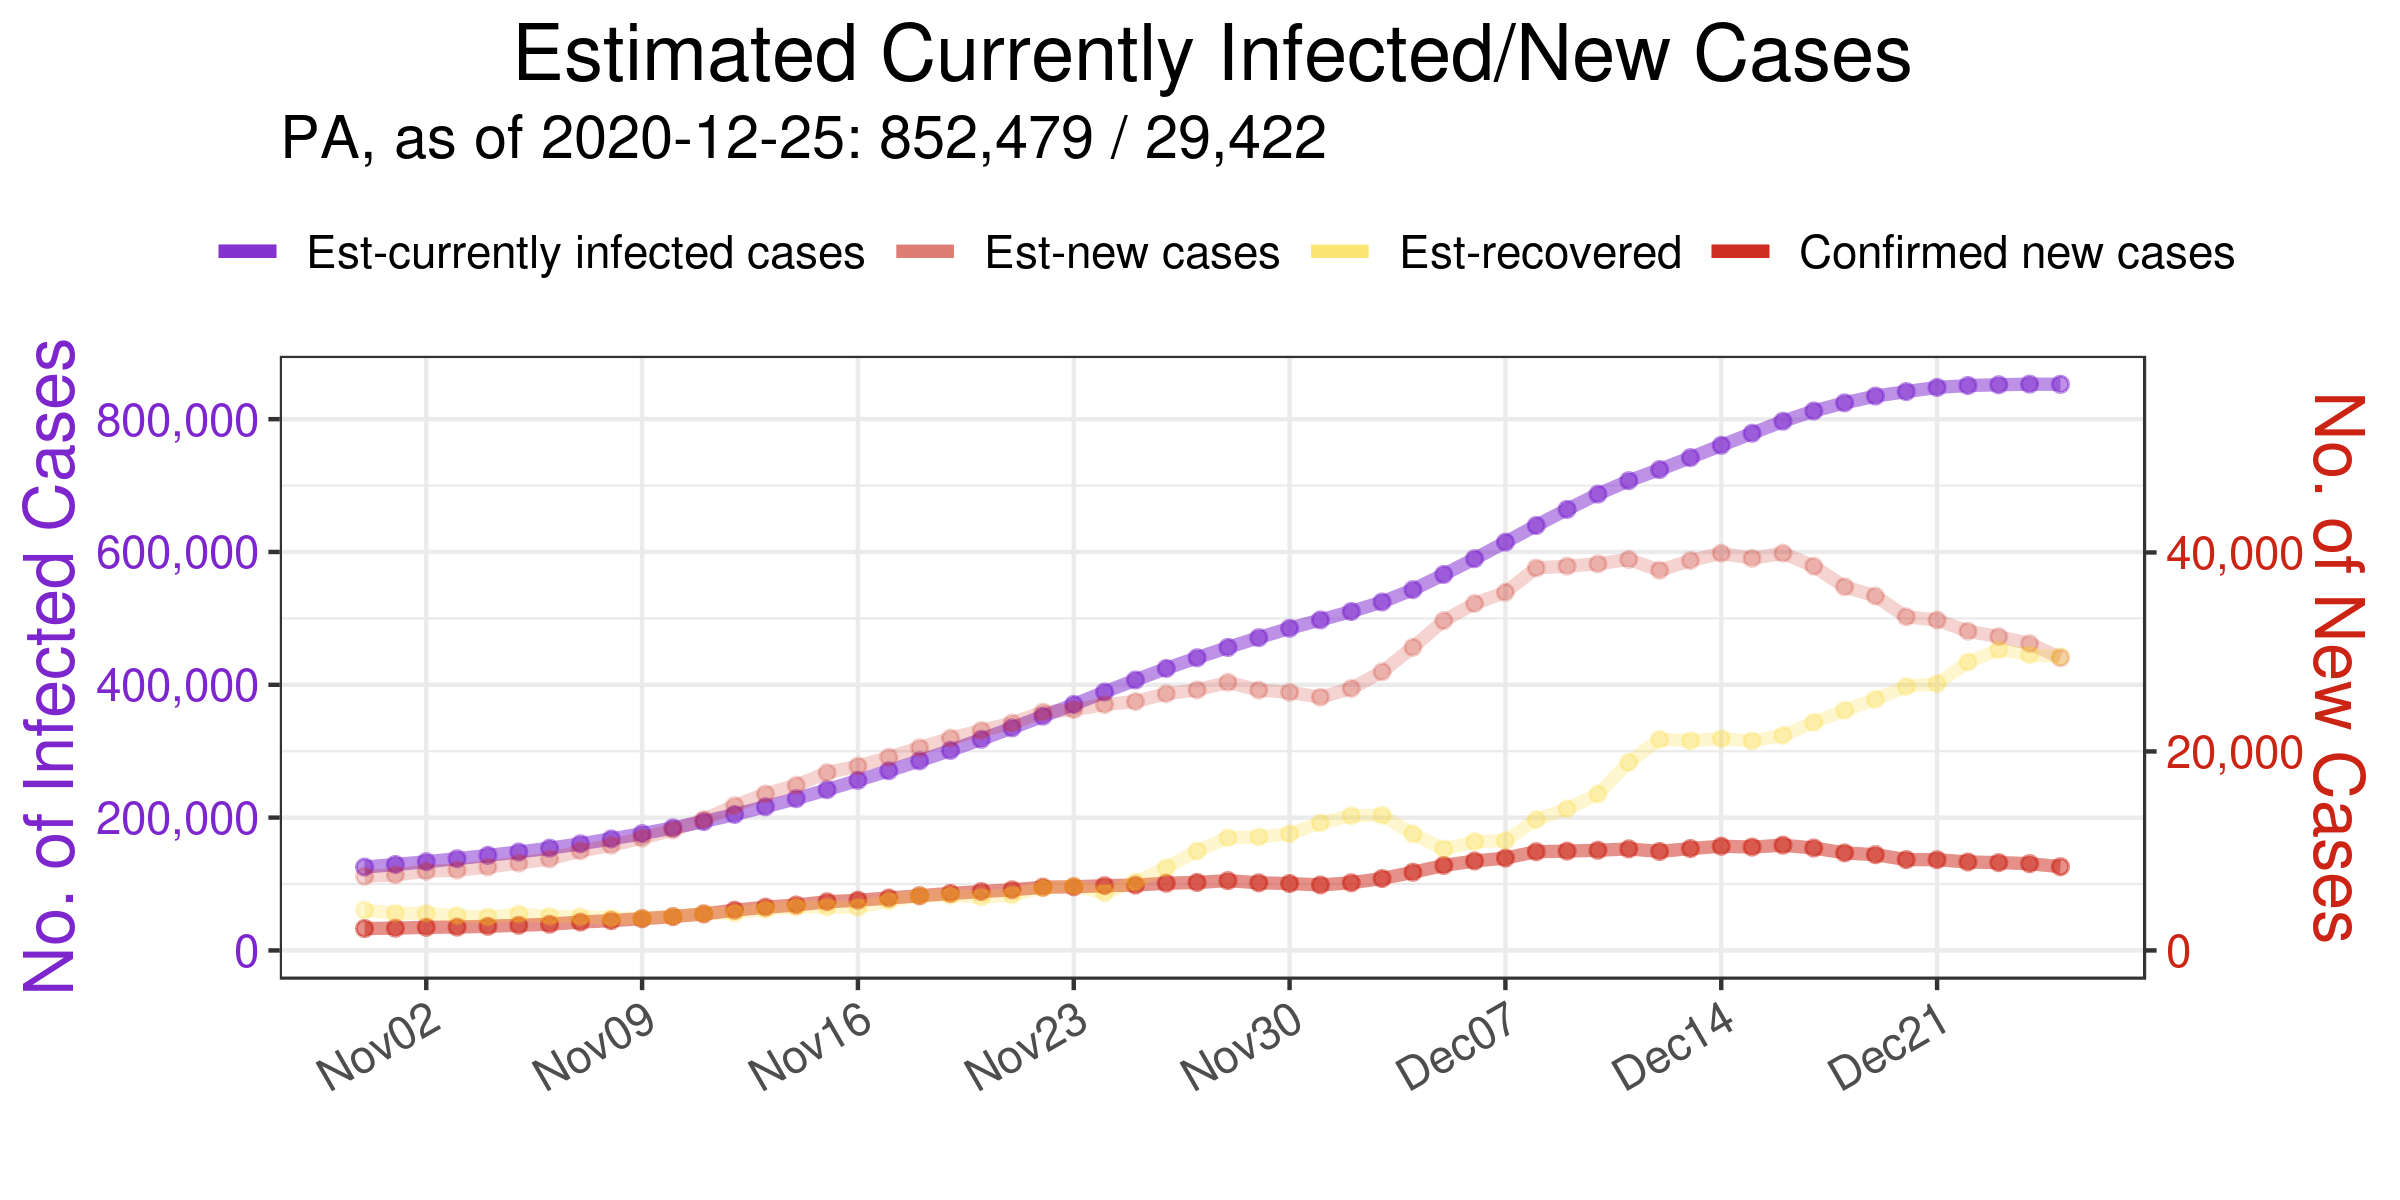 Estimated Currently Infected/New Cases
PA, as of 2020-12-25: 852,479 / 29,422
Est-currently infected cases Est-new cases Est-recovered Confirmed new cases
No. of Infected Cases
800,000
600,000
400,000
200,000
0
40,000
20,000
0
No. of New Cases
Nov02 Nov09 Nov16 Nov23 Nov30 Dec07 Dec14 Dec21